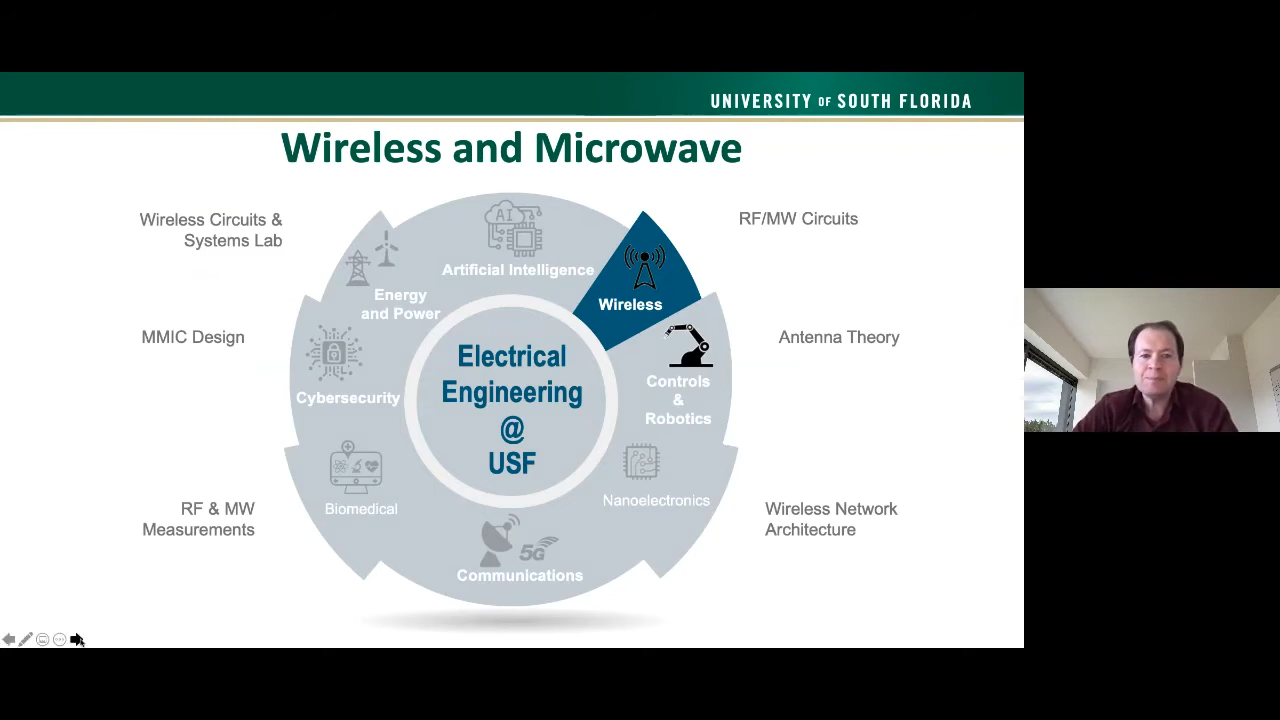 UNIVERSITY OF SOUTH FLORIDA
Wireless and Microwave
Wireless Circuits &
Systems Lab
RF/MW Circuits
AI
Artificial Intelligence
Energy
and Power
Wireless
MMIC Design
Antenna Theory
Electrical
Engineering
@
USF
Cybersecurity
Controls
&
Robotics
RF & MW
Measurements
Biomedical
Nanoelectronics
Wireless Network
Architecture
5G
Communications